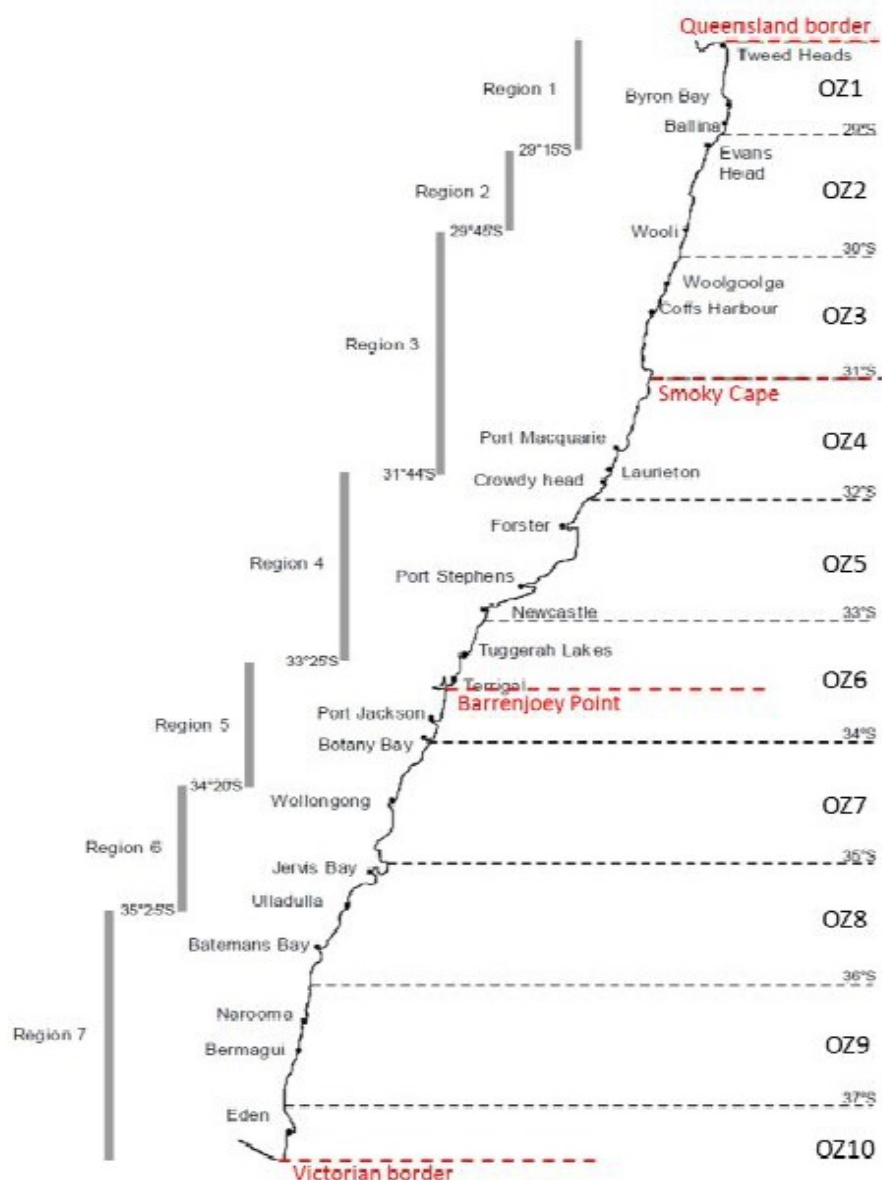 Queensland border
Tweed Heads
OZ1
Region 1
Byron Bay
Ballina
29°S
29°15'S
Evans
Head
OZ2
Region 2
Wooli
29°45'S
30°S
Woolgoolga
Coffs Harbour
OZ3
Region 3
31°S
Smoky Cape
Port Macquarie
OZ4
Laurieton
31°44'S
Crowdy head
32°S
Forster
Region 4
OZ5
Port Stephens
Newcastle
33°S
Tuggerah Lakes
33°25'S
Terrigal
OZ6
Barrenjoey Point
Region 5
Port Jackson
Botany Bay
34°S
34°20'S
Wollongong
OZ7
Region 6
35°S
Jervis Bay
Ulladulla
35°25'S
OZ8
Batemans Bay
36°S
Narooma
Region 7
Bermagui
OZ9
37°S
Eden
OZ10
Victorian border